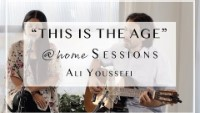 “THIS IS THE AGE”
@home SESSIONS
ALI YOUSSEFI